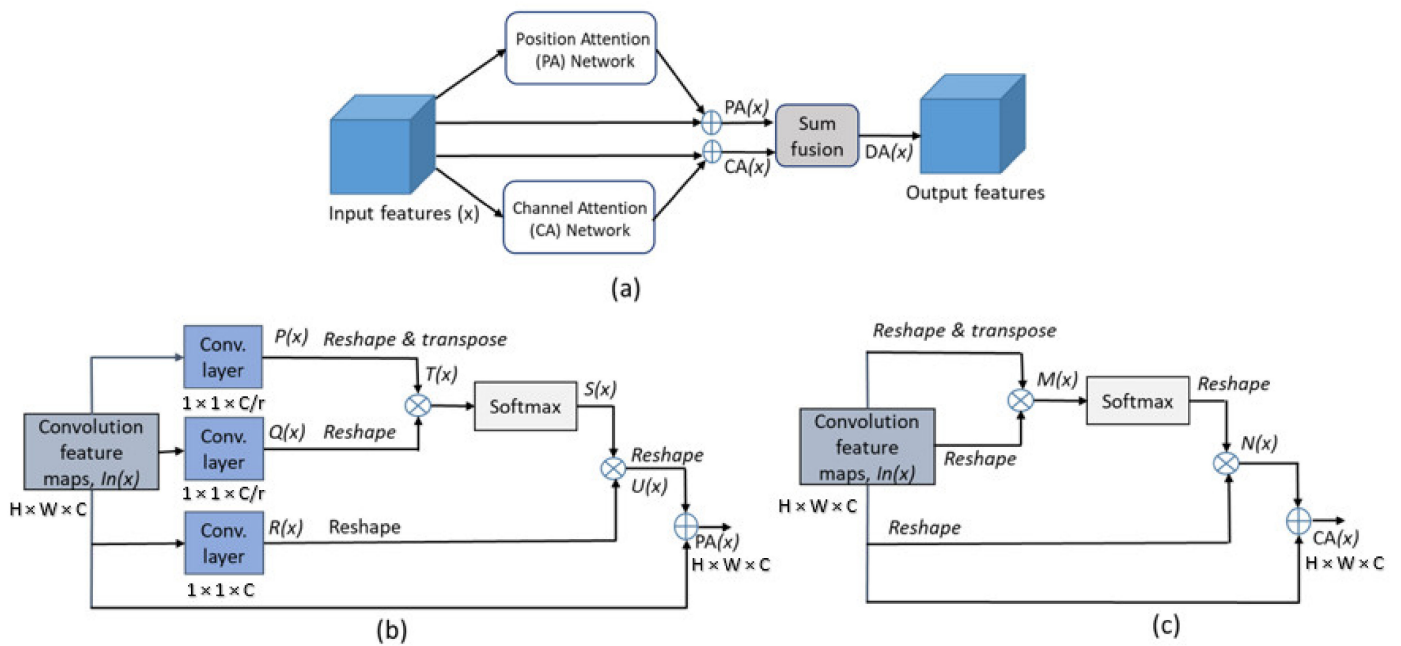 Position Attention
(PA) Network
PA(x)
Sum
fusion
DA(x)
CA(x)
Input features (x)
Channel Attention
(CA) Network
Output features
(a)
P(x) Reshape & transpose
Conv.
layer
1 × 1 × C/r
T(x)
Softmax
S(x)
Convolution
feature
maps, In(x)
H × W × C
Q(x) Reshape
Conv.
layer
1 × 1 × C/r
Reshape
U(x)
R(x) Reshape
Conv.
layer
1 × 1 × C
PA(x)
H × W × C
(b)
Reshape & transpose
M(x)
Softmax
Reshape
Convolution
feature
maps, In(x)
H × W × C
Reshape
N(x)
Reshape
CA(x)
H × W × C
(c)